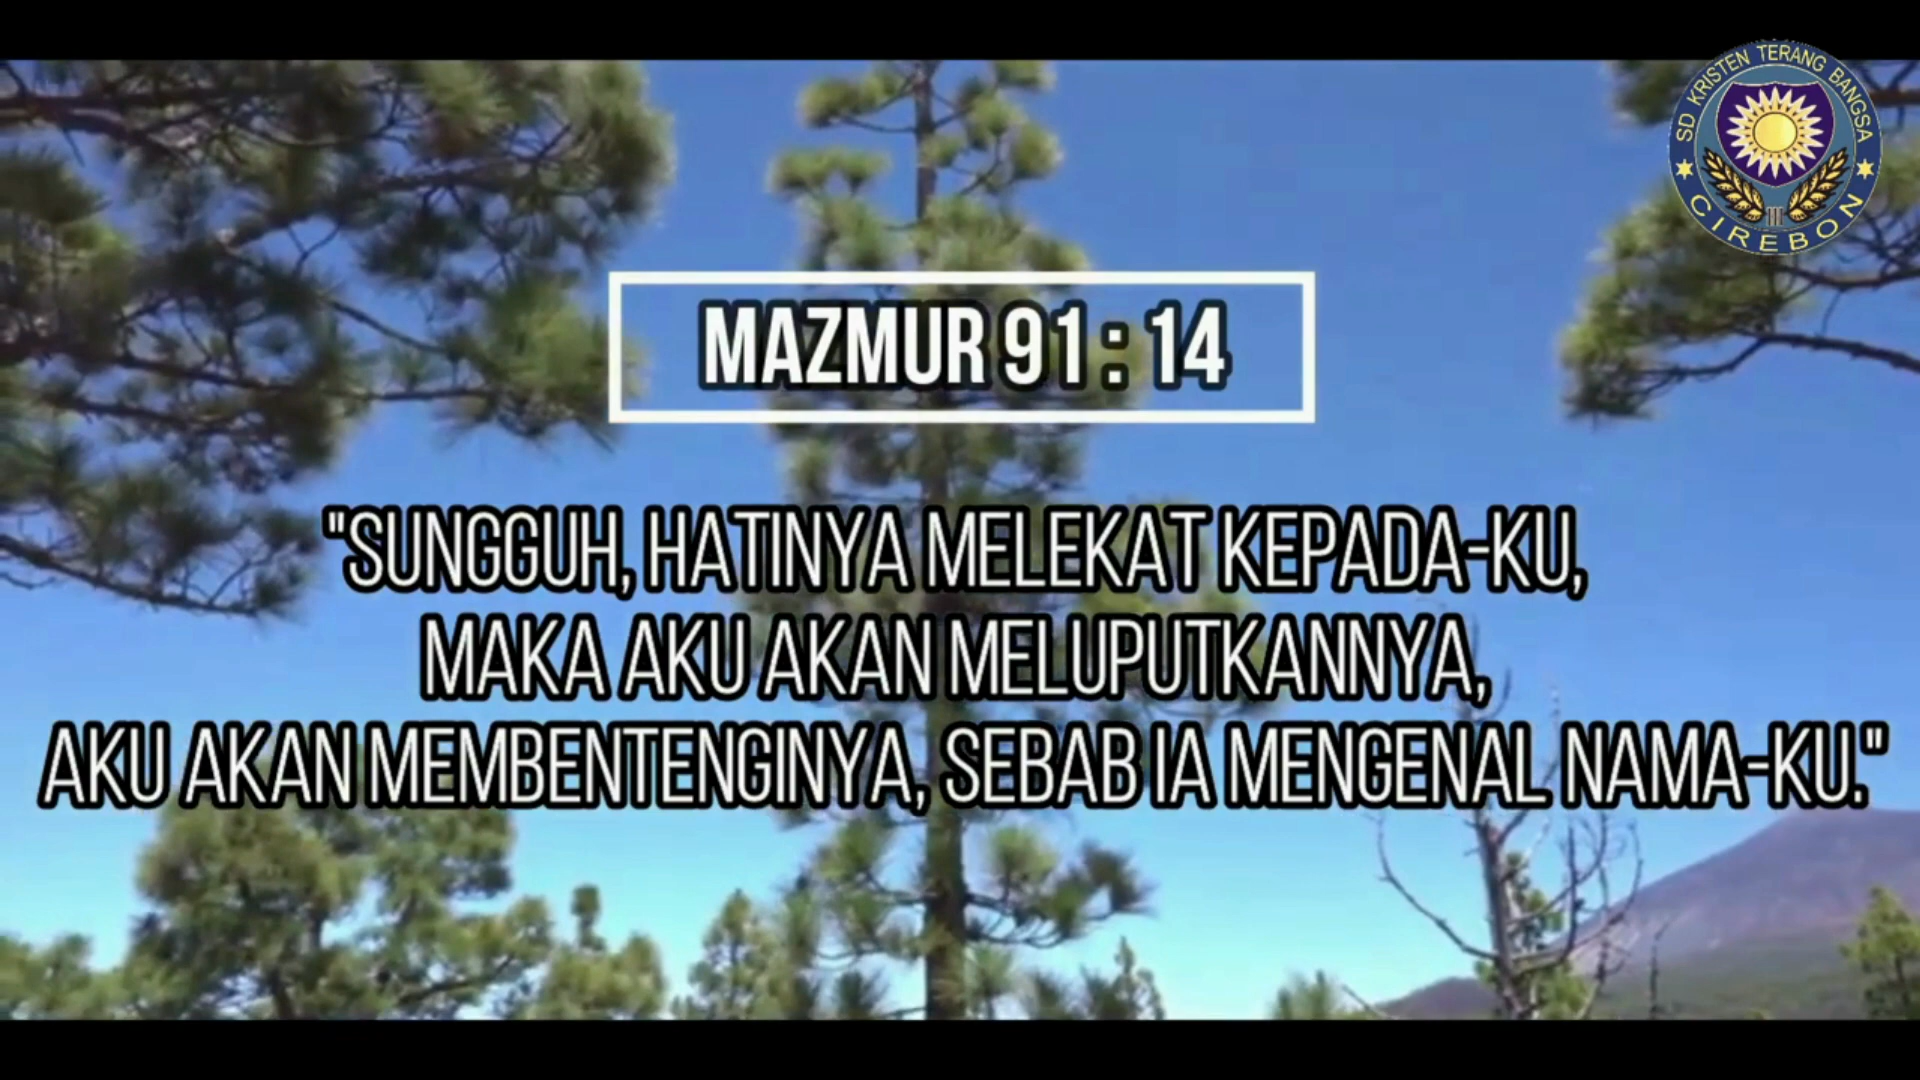 SD KRISTEN TERANG BANGSA
CIREBON
MAZMUR 91 : 14
"SUNGGUH, HATINYA MELEKAT KEPADA-KU,
MAKA AKU AKAN MELUPUTKANNYA,
AKU AKAN MEMBENTENGINYA, SEBAB IA MENGENAL NAMA-KU."